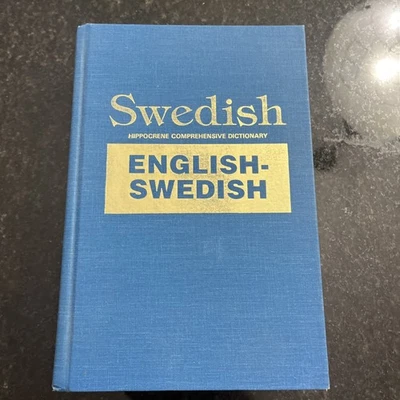 Swedish
HIPPOCRENE COMPREHENSIVE DICTIONARY
ENGLISH-
SWEDISH